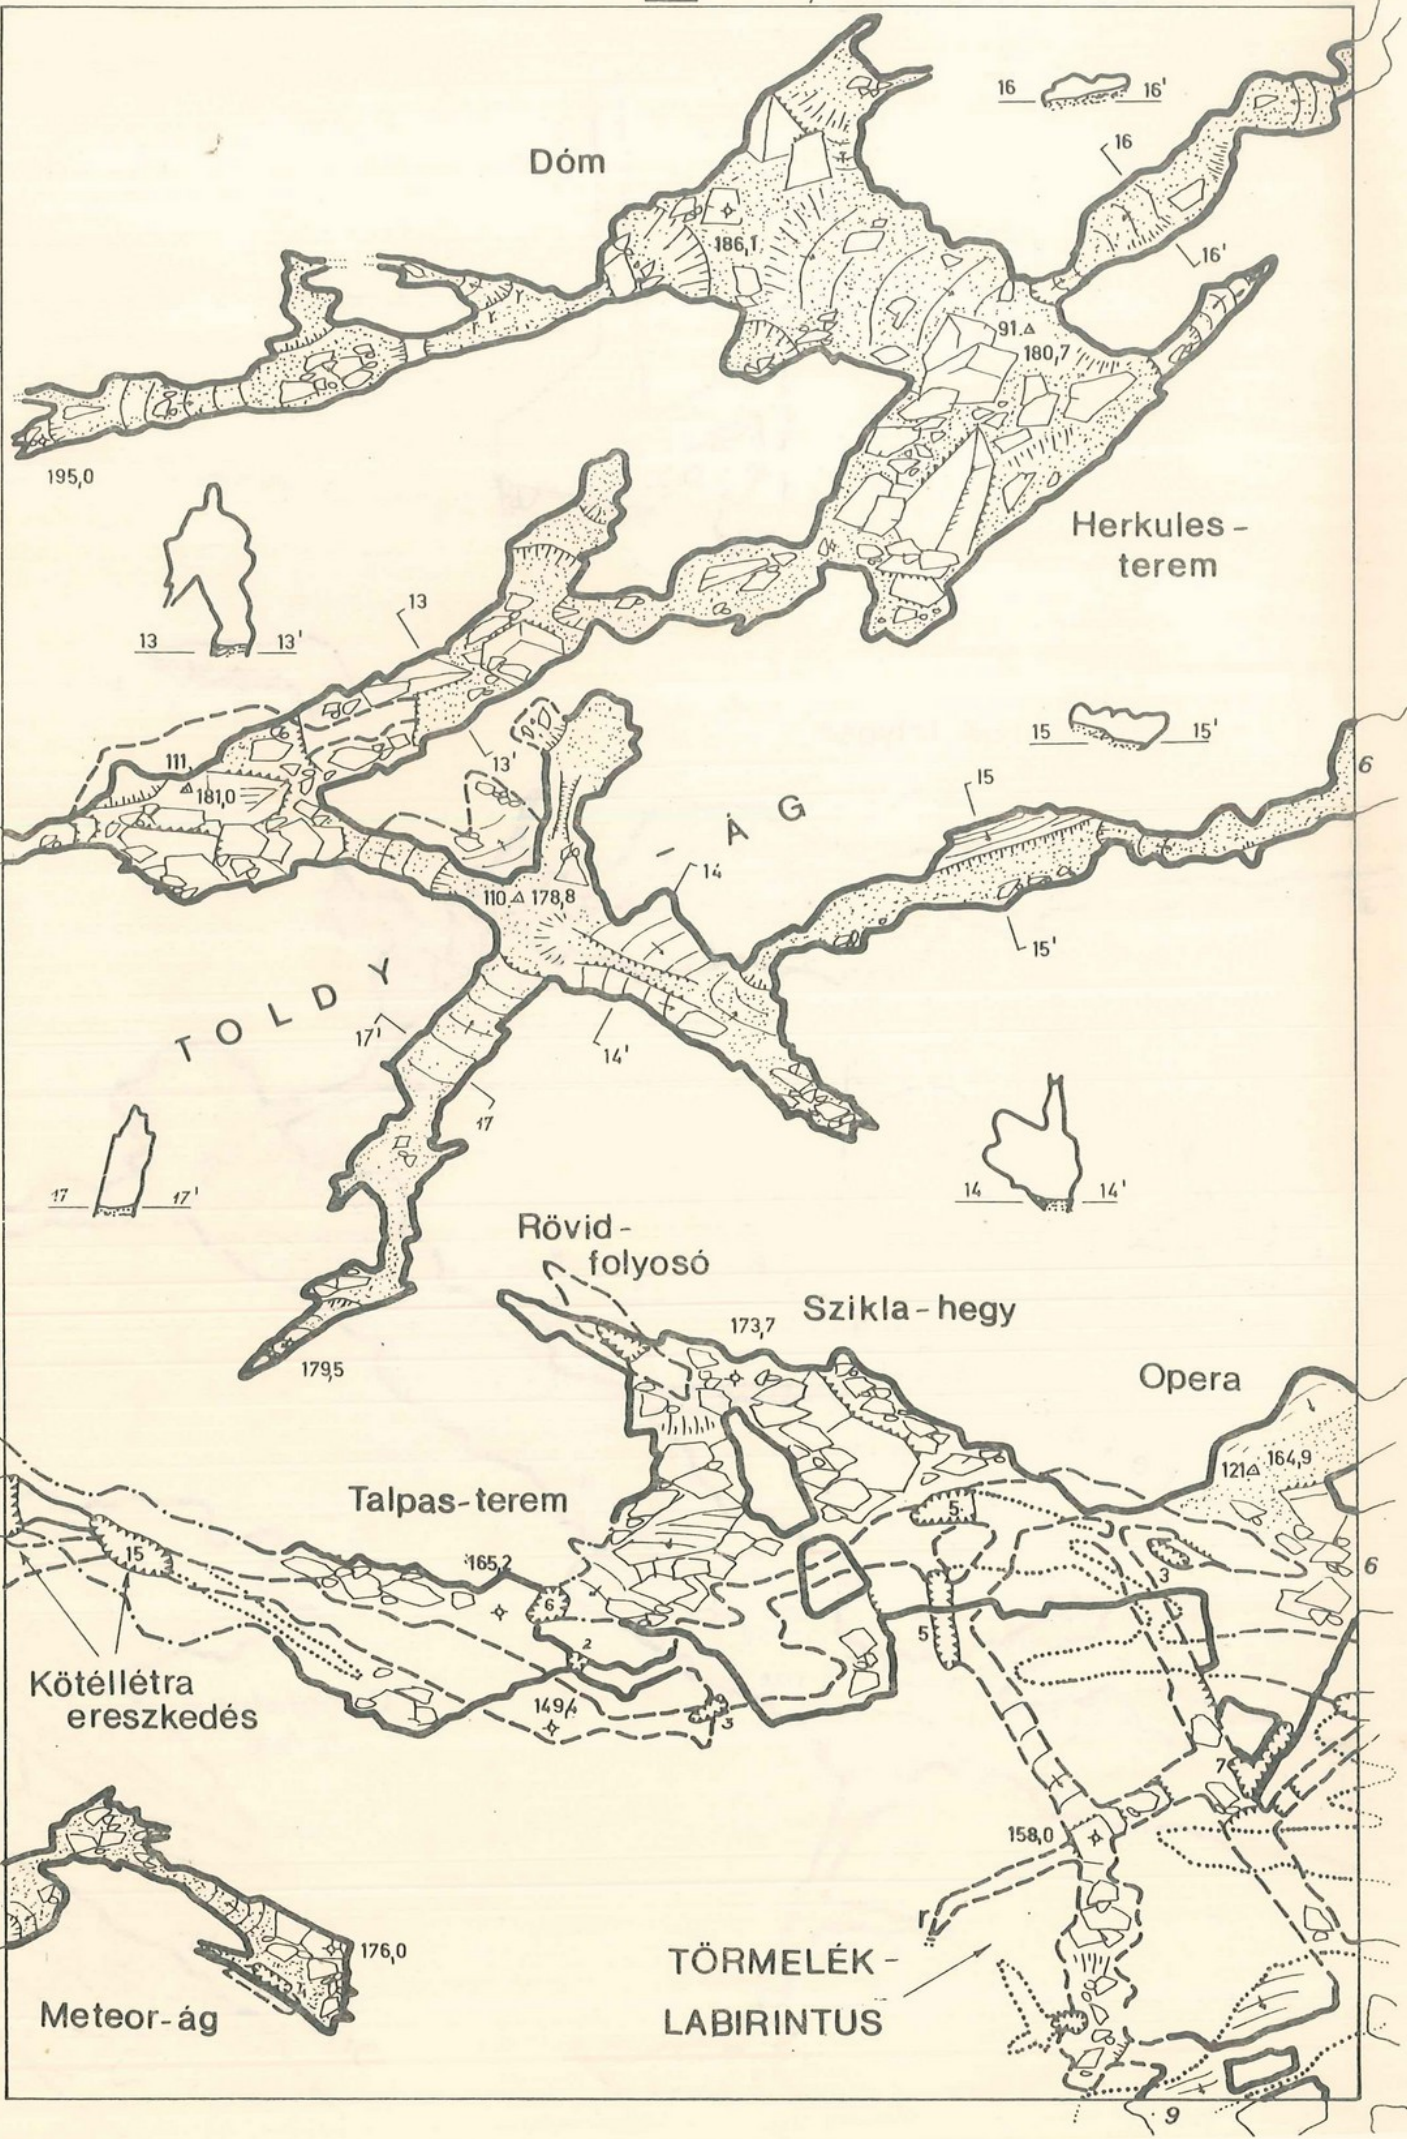 16 16'
Dóm
16
186,1
16'
91.
180,7
195,0
Herkules-
terem
13
13 13'
15 15'
111.
181,0
13'
15
6
- ÁG
14
110. 178,8
15'
TOLDY
17'
14'
17
17 17'
14 14'
Rövid-
folyosó
Szikla-hegy
173,7
179,5
Opera
121 164,9
Talpas-terem
5
15
165,2
3
6
6
5
2
Kötéllétra
ereszkedés
149,4
3
7
158,0
r
176,0
TÖRMELÉK-
LABIRINTUS
Meteor-ág
9